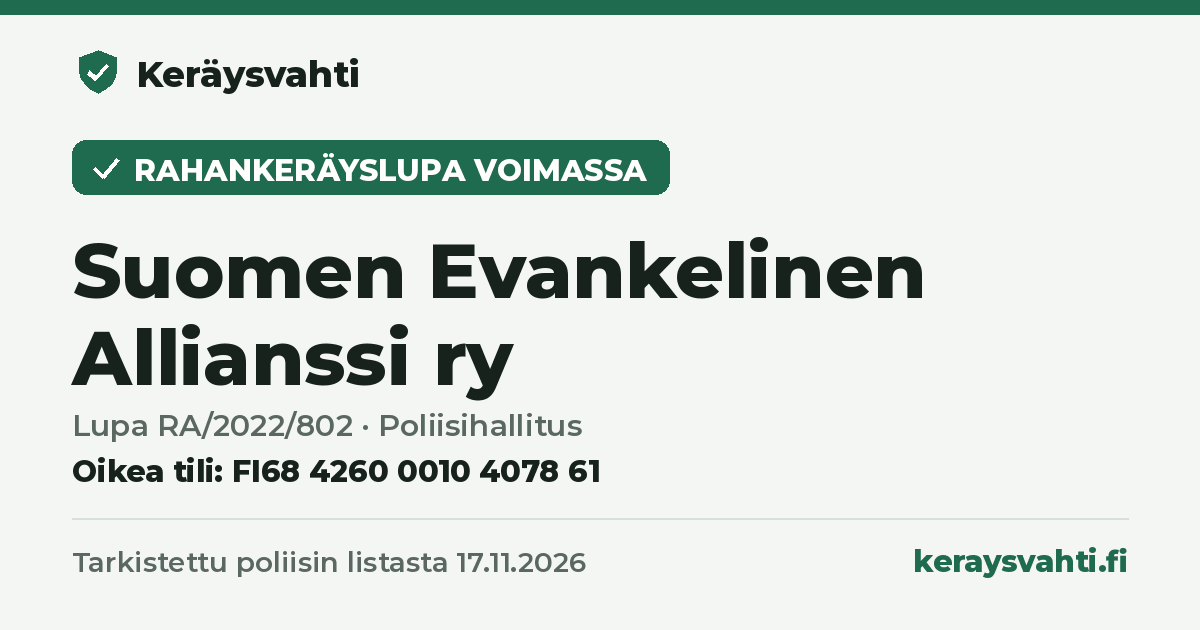 Keräysvahti
RAHANKERÄYSLUPA VOIMASSA
Suomen Evankelinen
Allianssi ry
Lupa RA/2022/802 · Poliisihallitus
Oikea tili: FI68 4260 0010 4078 61
Tarkistettu poliisin listasta 17.11.2026
keraysvahti.fi